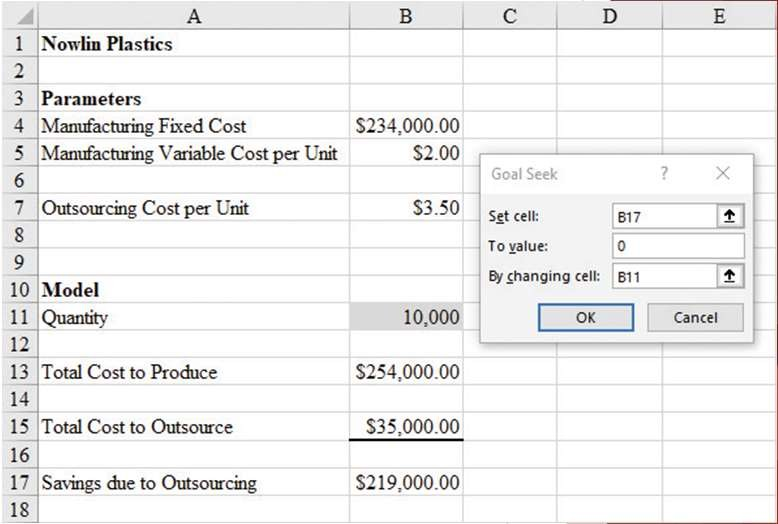 A B C D E
1 Nowlin Plastics
2
3 Parameters
4 Manufacturing Fixed Cost $234,000.00
5 Manufacturing Variable Cost per Unit $2.00
6
7 Outsourcing Cost per Unit $3.50
8
9
10 Model
11 Quantity 10,000
12
13 Total Cost to Produce $254,000.00
14
15 Total Cost to Outsource $35,000.00
16
17 Savings due to Outsourcing $219,000.00
18
Goal Seek ? ×
Set cell: B17
To value: 0
By changing cell: B11
OK Cancel